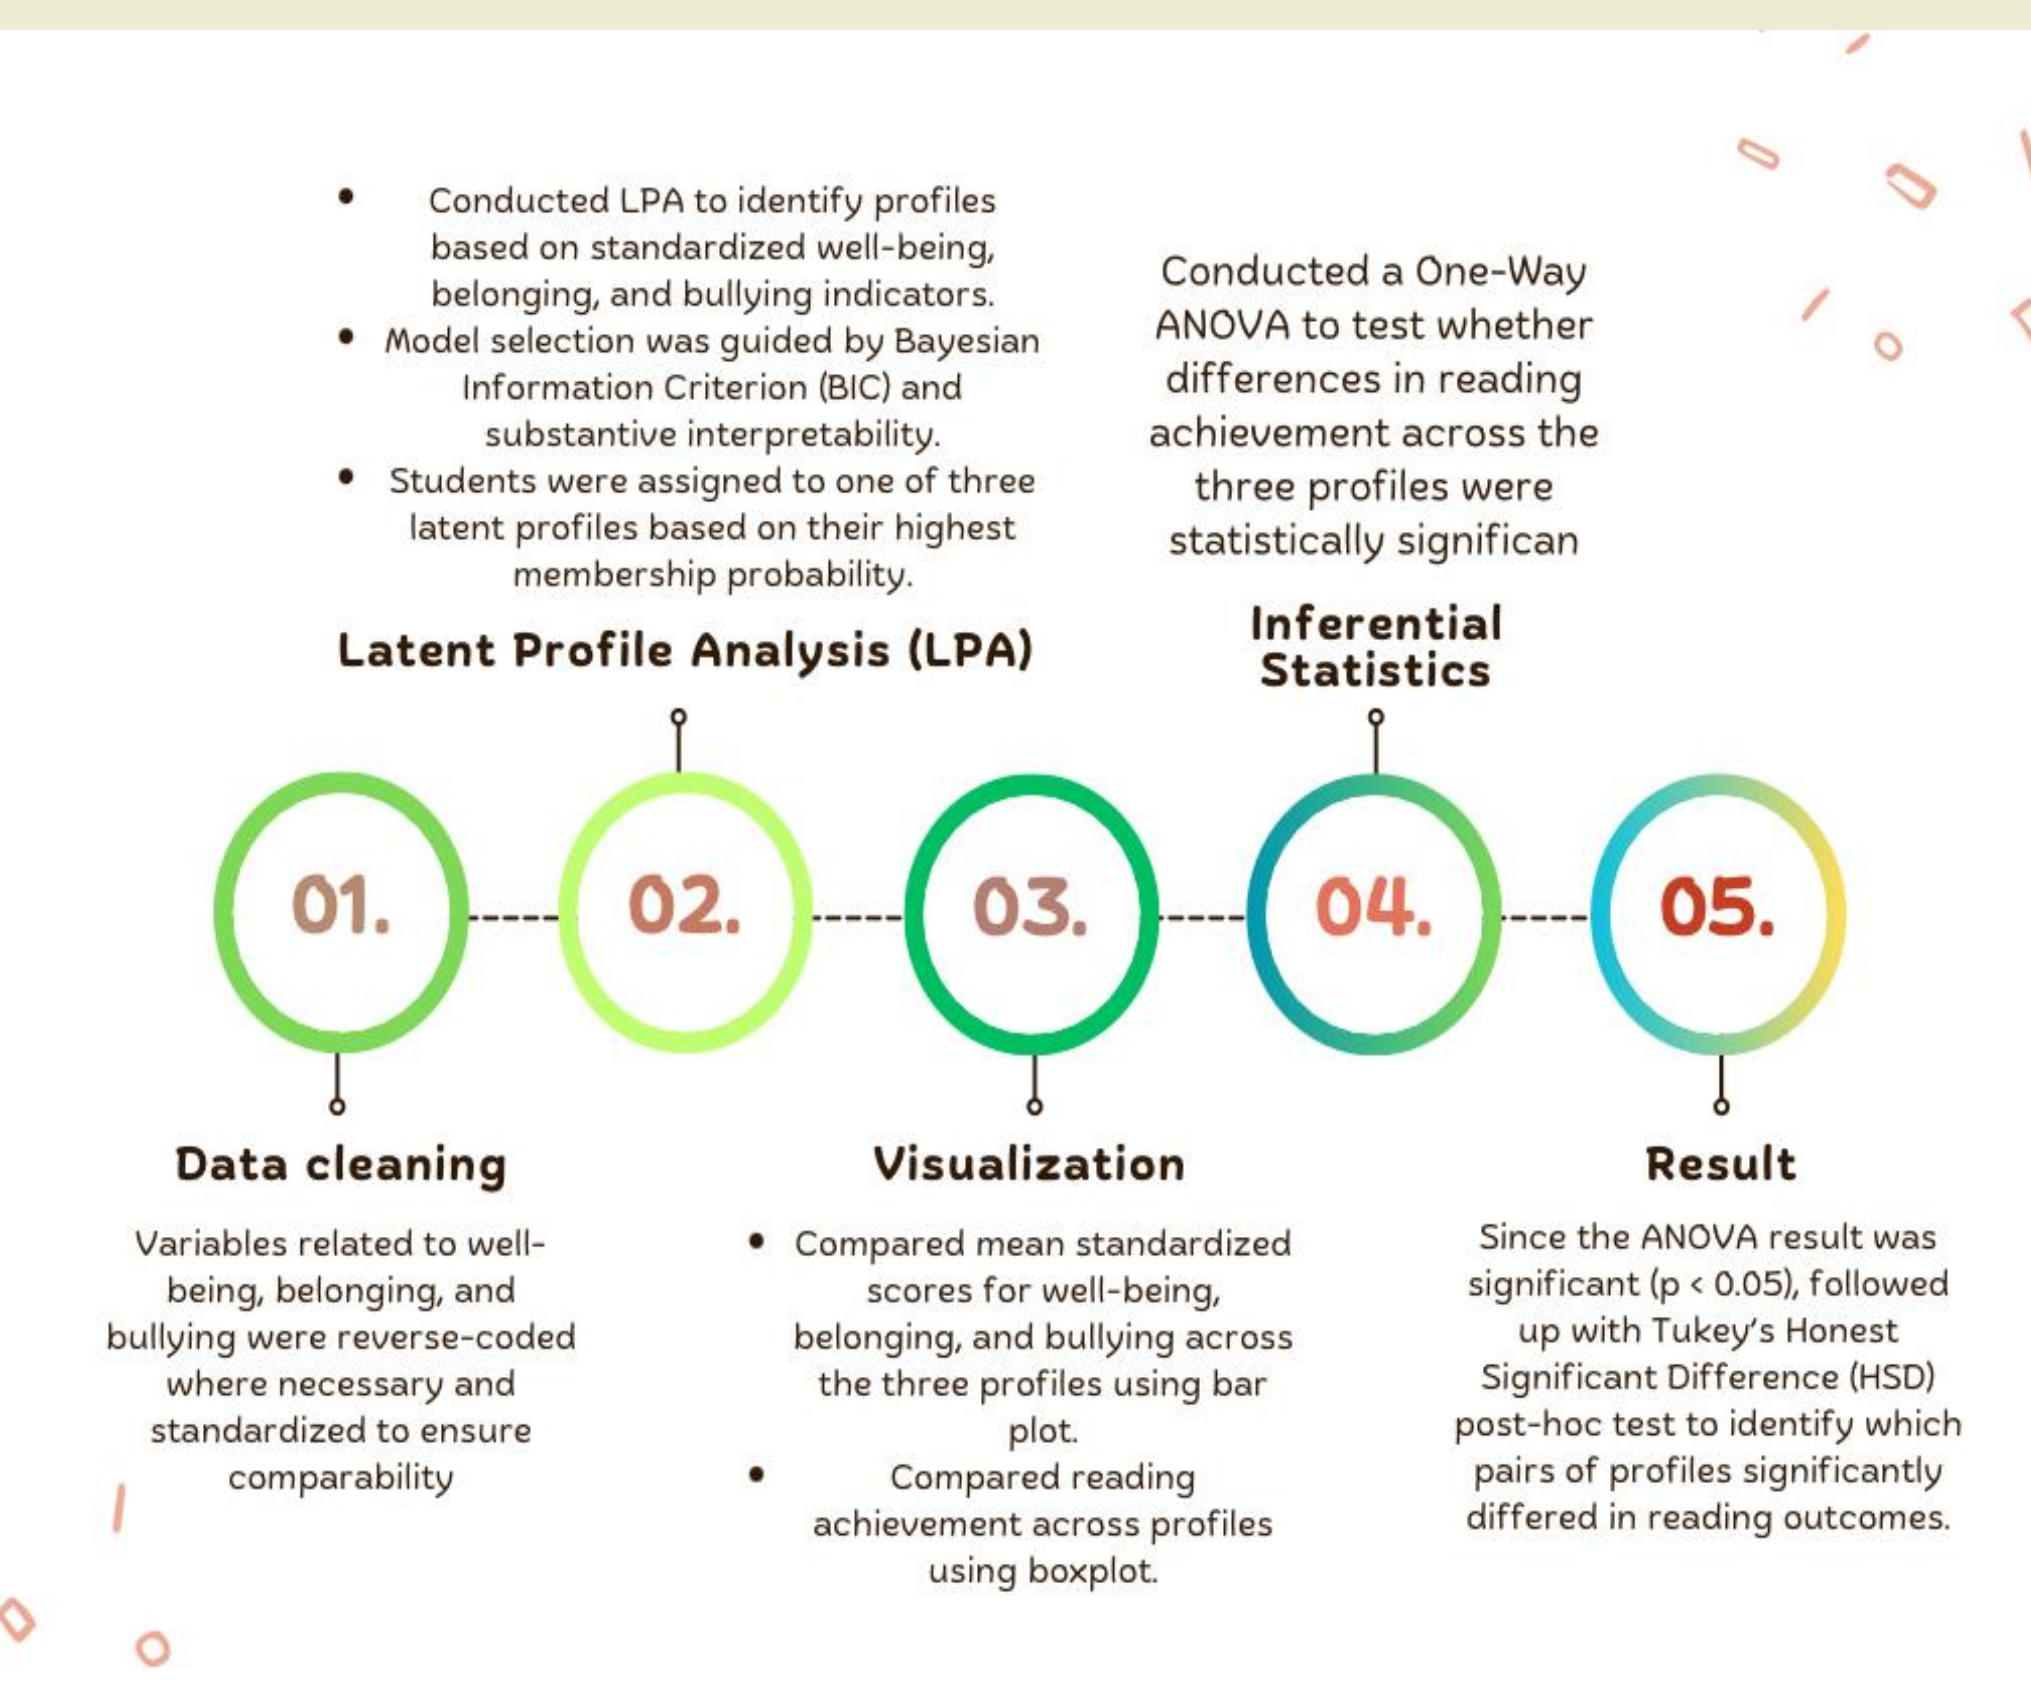 • Conducted LPA to identify profiles
based on standardized well-being,
belonging, and bullying indicators.
• Model selection was guided by Bayesian
Information Criterion (BIC) and
substantive interpretability.
• Students were assigned to one of three
latent profiles based on their highest
membership probability.
Latent Profile Analysis (LPA)
Conducted a One-Way
ANOVA to test whether
differences in reading
achievement across the
three profiles were
statistically significan
Inferential
Statistics
01.
02.
03.
04.
05.
Data cleaning
Variables related to well-
being, belonging, and
bullying were reverse-coded
where necessary and
standardized to ensure
comparability
Visualization
• Compared mean standardized
scores for well-being,
belonging, and bullying across
the three profiles using bar
plot.
• Compared reading
achievement across profiles
using boxplot.
Result
Since the ANOVA result was
significant (p < 0.05), followed
up with Tukey's Honest
Significant Difference (HSD)
post-hoc test to identify which
pairs of profiles significantly
differed in reading outcomes.